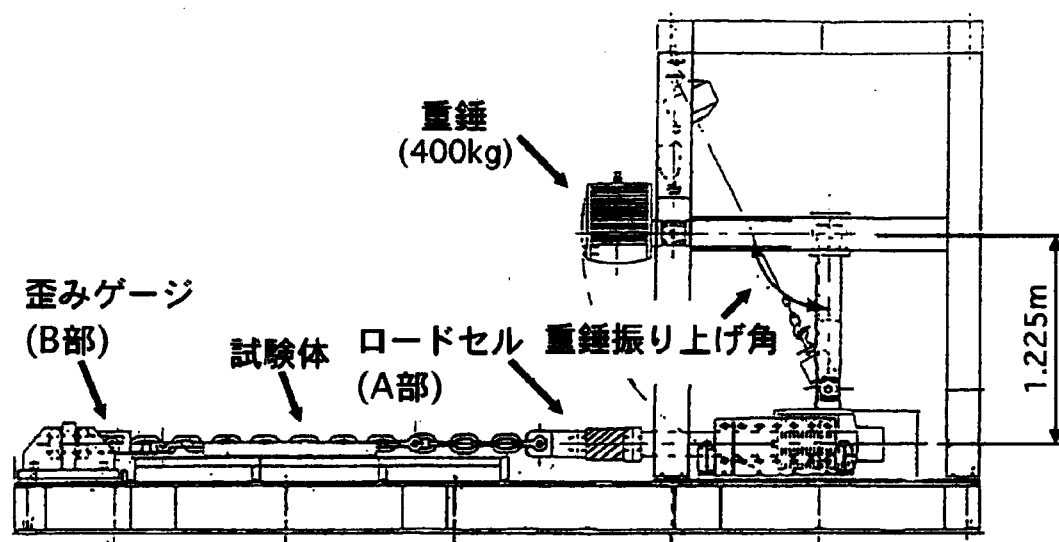 重錘
(400kg)
歪みゲージ
(B部)
試験体
ロードセル
(A部)
重錘振り上げ角
1.225m